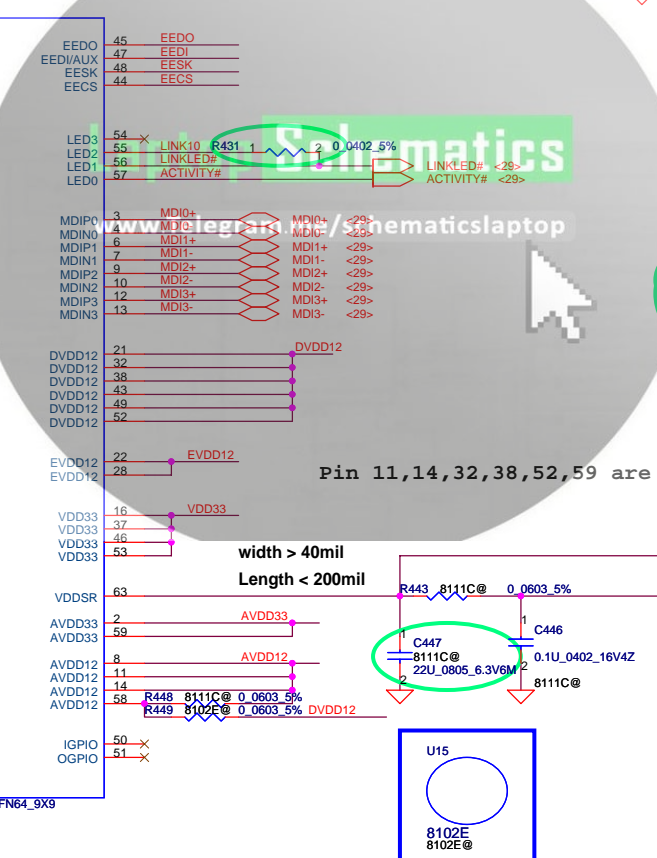 EEDO 45 EEDO
EEDI/AUX 47 EEDI
EESK 48 EESK
EECS 44 EECS
LED3 54
LED2 55 LINK10 R431 1 2 0_0402_5%
LED1 56 LINKLED# LINKLED# <29>
LED0 57 ACTIVITY# ACTIVITY# <29>
Laptop Schematics
MDIP0 3 MDI0+ MDI0+ <29>
www.Telegram.me/schematicslaptop
MDIN0 4 MDI0- MDI0- <29>
MDIP1 6 MDI1+ MDI1+ <29>
MDIN1 7 MDI1- MDI1- <29>
MDIP2 9 MDI2+ MDI2+ <29>
MDIN2 10 MDI2- MDI2- <29>
MDIP3 12 MDI3+ MDI3+ <29>
MDIN3 13 MDI3- MDI3- <29>
DVDD12 21 DVDD12
DVDD12 32
DVDD12 38
DVDD12 43
DVDD12 49
DVDD12 52
EVDD12 22 EVDD12
EVDD12 28
Pin 11,14,32,38,52,59 are
VDD33 16 VDD33
VDD33 37
VDD33 46
VDD33 53
width > 40mil
Length < 200mil
VDDSR 63 R443 8111C@ 0_0603_5%
AVDD33 2 AVDD33
AVDD33 59
1 C447
8111C@
22U_0805_6.3V6M
2
1 C446
0.1U_0402_16V4Z
2
8111C@
AVDD12 8 AVDD12
AVDD12 11
AVDD12 14
AVDD12 58 R448 8111C@ 0_0603_5%
R449 8102E@ 0_0603_5% DVDD12
IGPIO 50
OGPIO 51
FN64_9X9
U15
8102E
8102E@